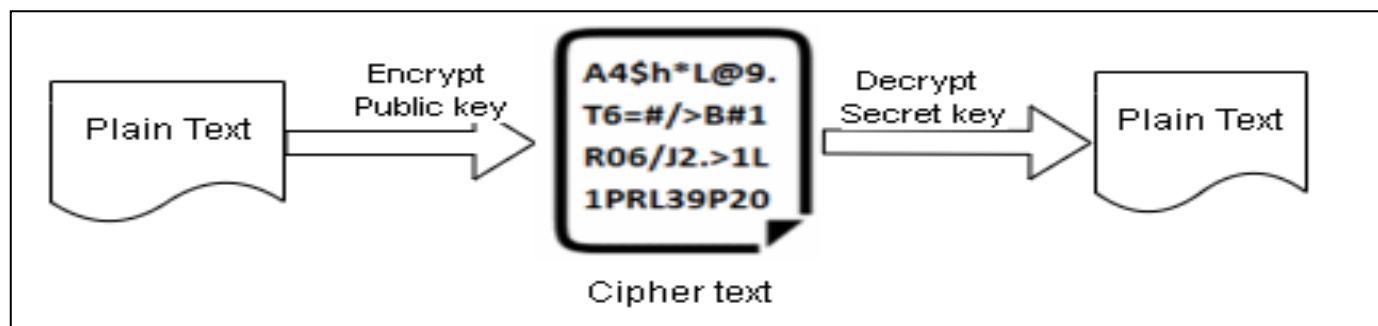 Plain Text
Encrypt
Public key
A4$h*L@9.
T6=#/>B#1
R06/J2.>1L
1PRL39P20
Cipher text
Decrypt
Secret key
Plain Text